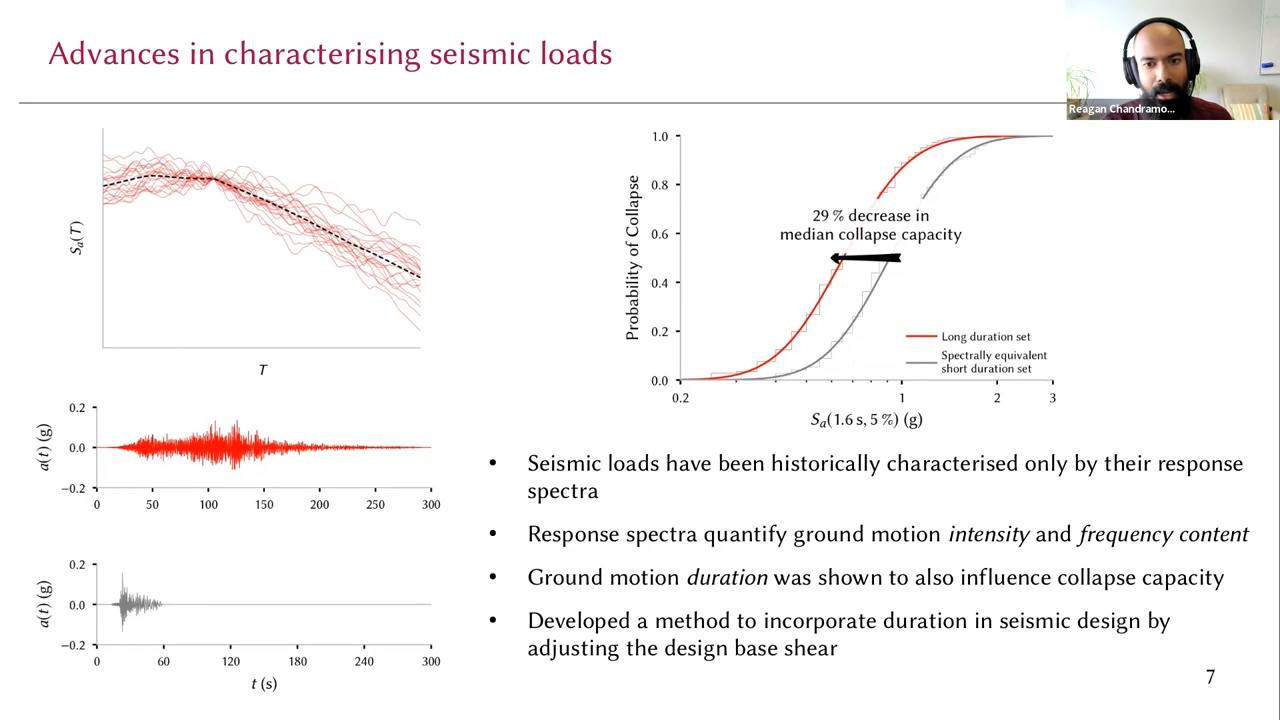 Advances in characterising seismic loads
Reagan Chandramo...
Sa(T)
T
a(t) (g)
0.2
0.0
−0.2
0 50 100 150 200 250 300
a(t) (g)
0.2
0.0
−0.2
0 60 120 180 240 300
t (s)
Probability of Collapse
1.0
0.8
0.6
0.4
0.2
0.0
29 % decrease in
median collapse capacity
Long duration set
Spectrally equivalent
short duration set
0.2 1 2 3
Sa(1.6 s, 5 %) (g)
• Seismic loads have been historically characterised only by their response
spectra
• Response spectra quantify ground motion intensity and frequency content
• Ground motion duration was shown to also influence collapse capacity
• Developed a method to incorporate duration in seismic design by
adjusting the design base shear
7